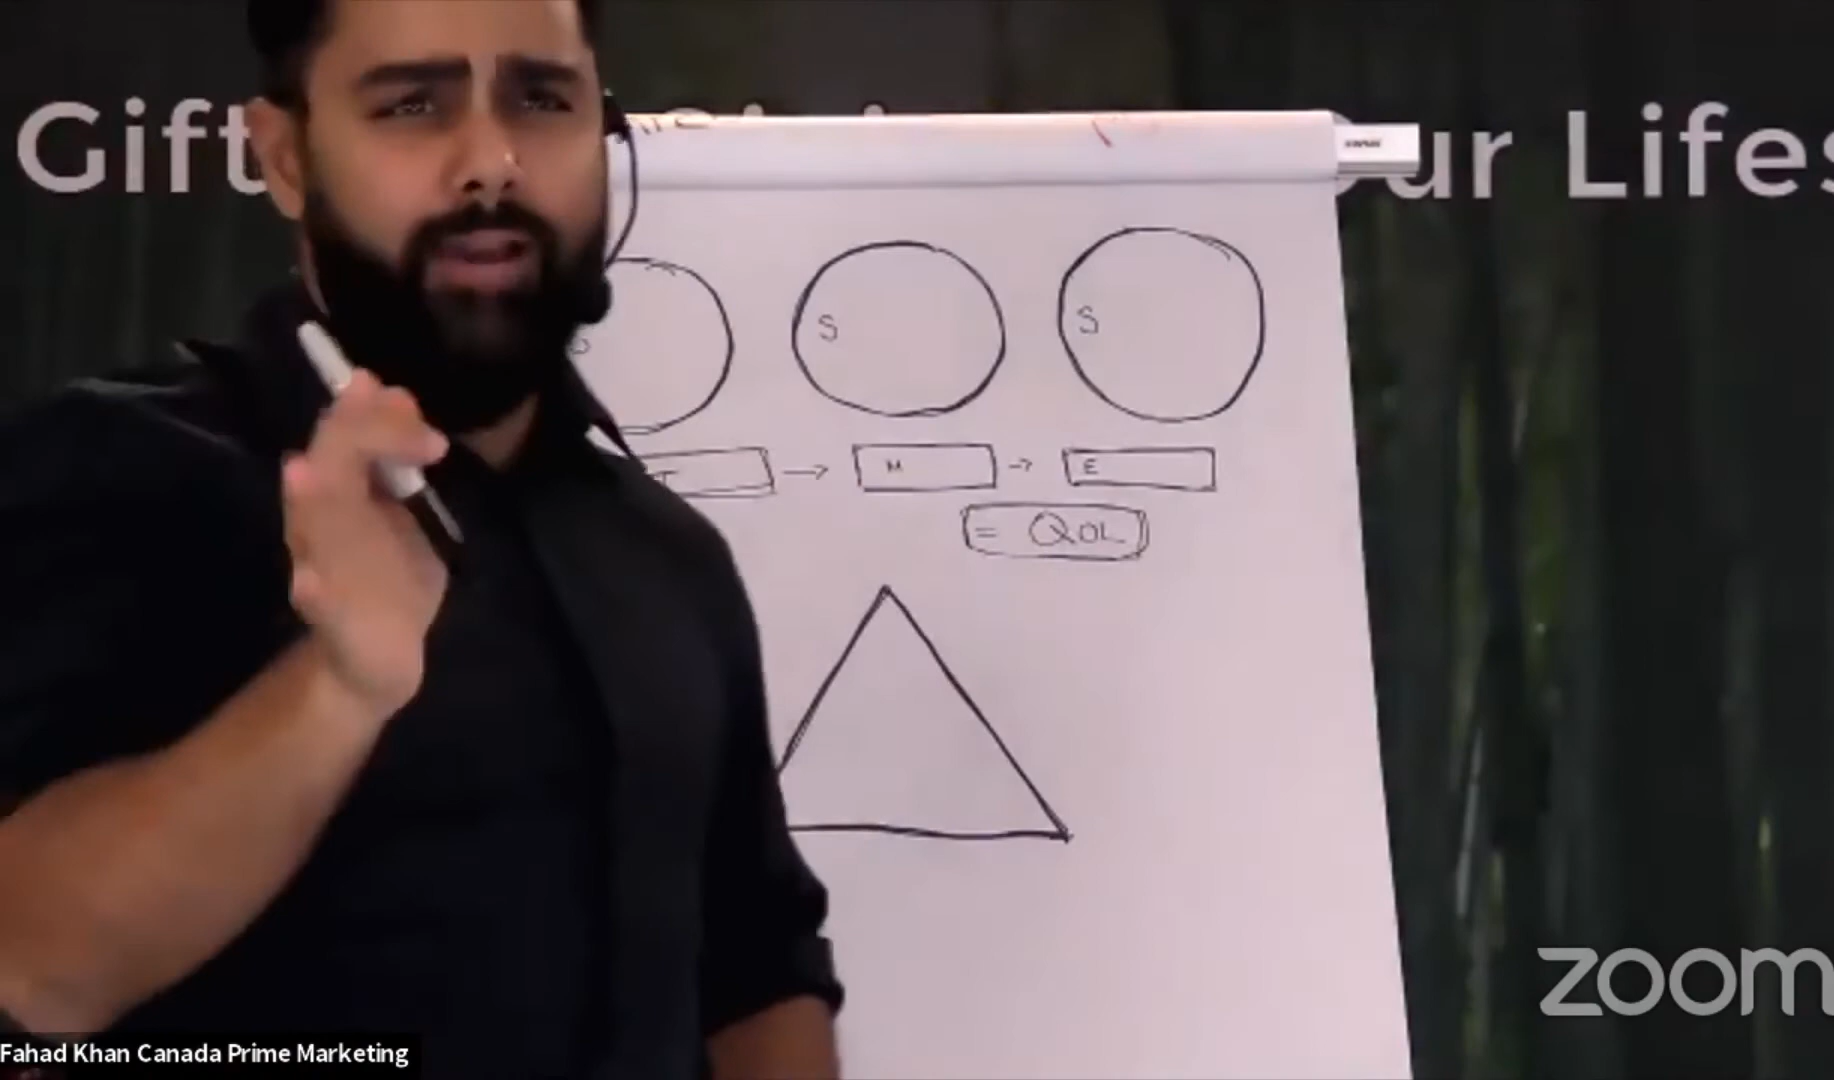 Gift ur Lifes
S S
T → M → E
= QOL
zoom
Fahad Khan Canada Prime Marketing